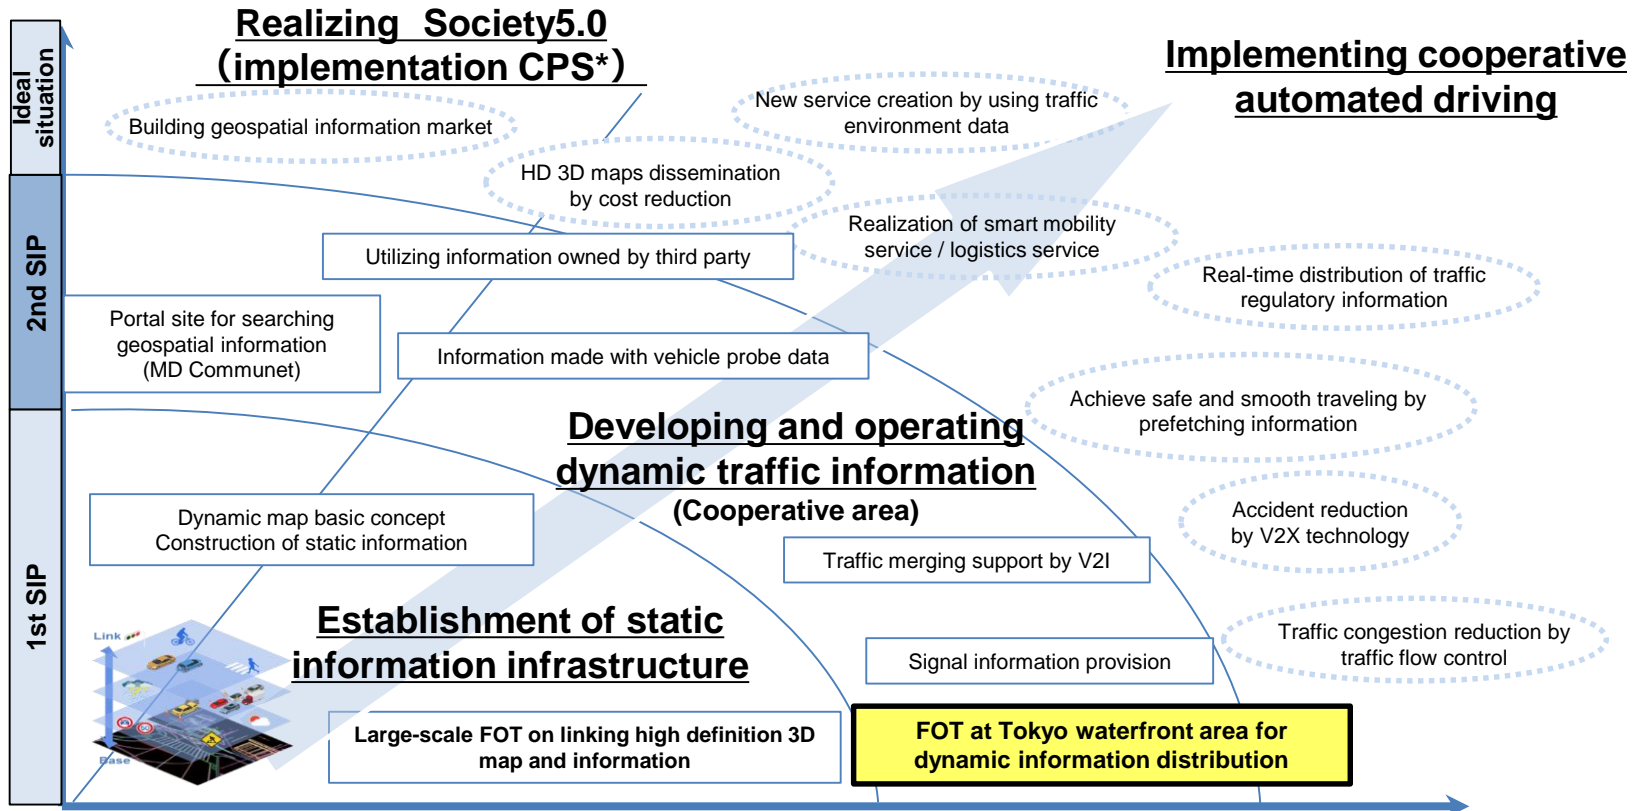 Realizing Society5.0
(implementation CPS*)
Implementing cooperative
automated driving
Ideal
situation
2nd SIP
1st SIP
Building geospatial information market
New service creation by using traffic
environment data
HD 3D maps dissemination
by cost reduction
Realization of smart mobility
service / logistics service
Utilizing information owned by third party
Real-time distribution of traffic
regulatory information
Portal site for searching
geospatial information
(MD Communet)
Information made with vehicle probe data
Achieve safe and smooth traveling by
prefetching information
Developing and operating
dynamic traffic information
(Cooperative area)
Dynamic map basic concept
Construction of static information
Accident reduction
by V2X technology
Traffic merging support by V2I
Establishment of static
information infrastructure
Link
Base
Signal information provision
Traffic congestion reduction by
traffic flow control
Large-scale FOT on linking high definition 3D
map and information
FOT at Tokyo waterfront area for
dynamic information distribution